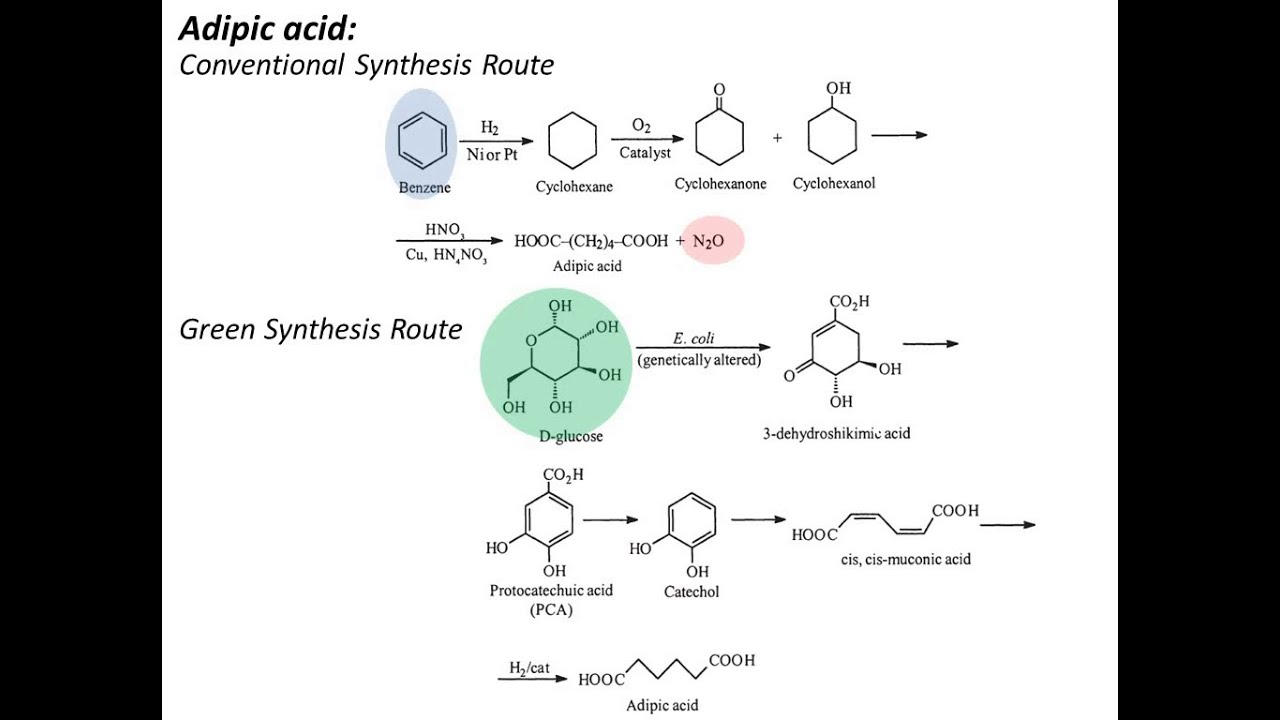 Adipic acid:
Conventional Synthesis Route
O
OH
H₂
O₂
+
Ni or Pt
Catalyst
Benzene
Cyclohexane
Cyclohexanone
Cyclohexanol
HNO₃
Cu, HN₄NO₃
HOOC–(CH2)₄–COOH + N₂O
Adipic acid
Green Synthesis Route
OH
OH
O
OH
OH
OH
D-glucose
E. coli
(genetically altered)
CO₂H
O
OH
OH
3-dehydroshikimic acid
CO₂H
HO
OH
Protocatechuic acid
(PCA)
HO
OH
Catechol
HOOC
COOH
cis, cis-muconic acid
H₂/cat
HOOC
COOH
Adipic acid